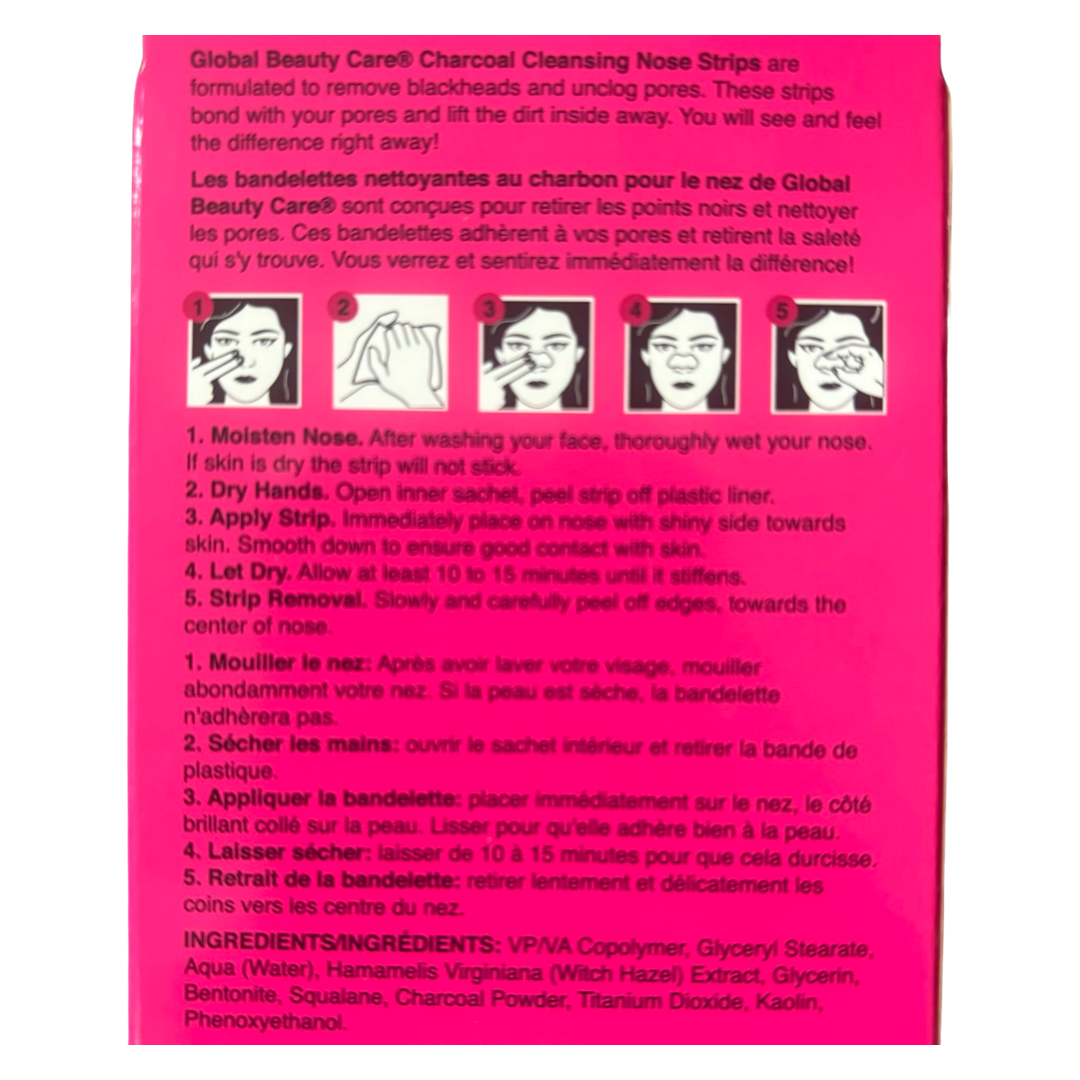 Global Beauty Care® Charcoal Cleansing Nose Strips are
formulated to remove blackheads and unclog pores. These strips
bond with your pores and lift the dirt inside away. You will see and feel
the difference right away!
Les bandelettes nettoyantes au charbon pour le nez de Global
Beauty Care® sont conçues pour retirer les points noirs et nettoyer
les pores. Ces bandelettes adhèrent à vos pores et retirent la saleté
qui s'y trouve. Vous verrez et sentirez immédiatement la différence!
1 2 3 4 5
1. Moisten Nose. After washing your face, thoroughly wet your nose.
If skin is dry the strip will not stick.
2. Dry Hands. Open inner sachet, peel strip off plastic liner.
3. Apply Strip. Immediately place on nose with shiny side towards
skin. Smooth down to ensure good contact with skin.
4. Let Dry. Allow at least 10 to 15 minutes until it stiffens.
5. Strip Removal. Slowly and carefully peel off edges, towards the
center of nose.
1. Mouiller le nez: Après avoir laver votre visage, mouiller
abondamment votre nez. Si la peau est sèche, la bandelette
n'adhèrera pas.
2. Sécher les mains: ouvrir le sachet intérieur et retirer la bande de
plastique.
3. Appliquer la bandelette: placer immédiatement sur le nez, le côté
brillant collé sur la peau. Lisser pour qu'elle adhère bien à la peau.
4. Laisser sécher: laisser de 10 à 15 minutes pour que cela durcisse.
5. Retrait de la bandelette: retirer lentement et délicatement les
coins vers les centre du nez.
INGREDIENTS/INGRÉDIENTS: VP/VA Copolymer, Glyceryl Stearate,
Aqua (Water), Hamamelis Virginiana (Witch Hazel) Extract, Glycerin,
Bentonite, Squalane, Charcoal Powder, Titanium Dioxide, Kaolin,
Phenoxyethanol.